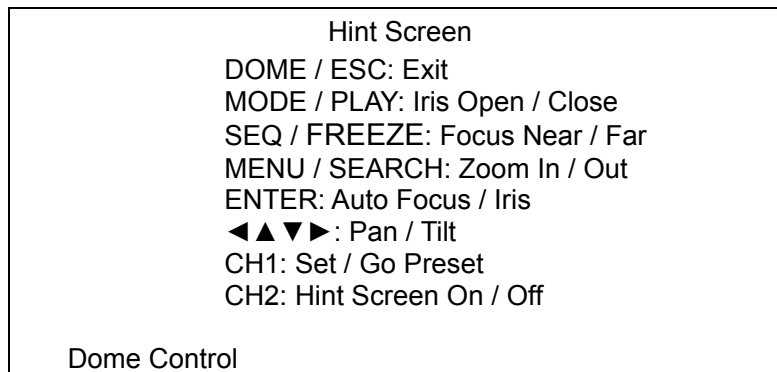 Hint Screen
DOME / ESC: Exit
MODE / PLAY: Iris Open / Close
SEQ / FREEZE: Focus Near / Far
MENU / SEARCH: Zoom In / Out
ENTER: Auto Focus / Iris
◄▲▼►: Pan / Tilt
CH1: Set / Go Preset
CH2: Hint Screen On / Off
Dome Control